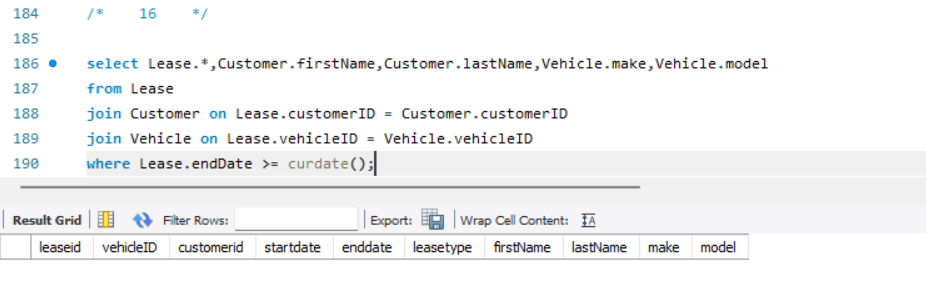 184 /* 16 */
185
186 select Lease.*,Customer.firstName,Customer.lastName,Vehicle.make,Vehicle.model
187 from Lease
188 join Customer on Lease.customerID = Customer.customerID
189 join Vehicle on Lease.vehicleID = Vehicle.vehicleID
190 where Lease.endDate >= curdate();
Result Grid Filter Rows: Export: Wrap Cell Content: IA
leaseid vehicleID customerid startdate enddate leasetype firstName lastName make model